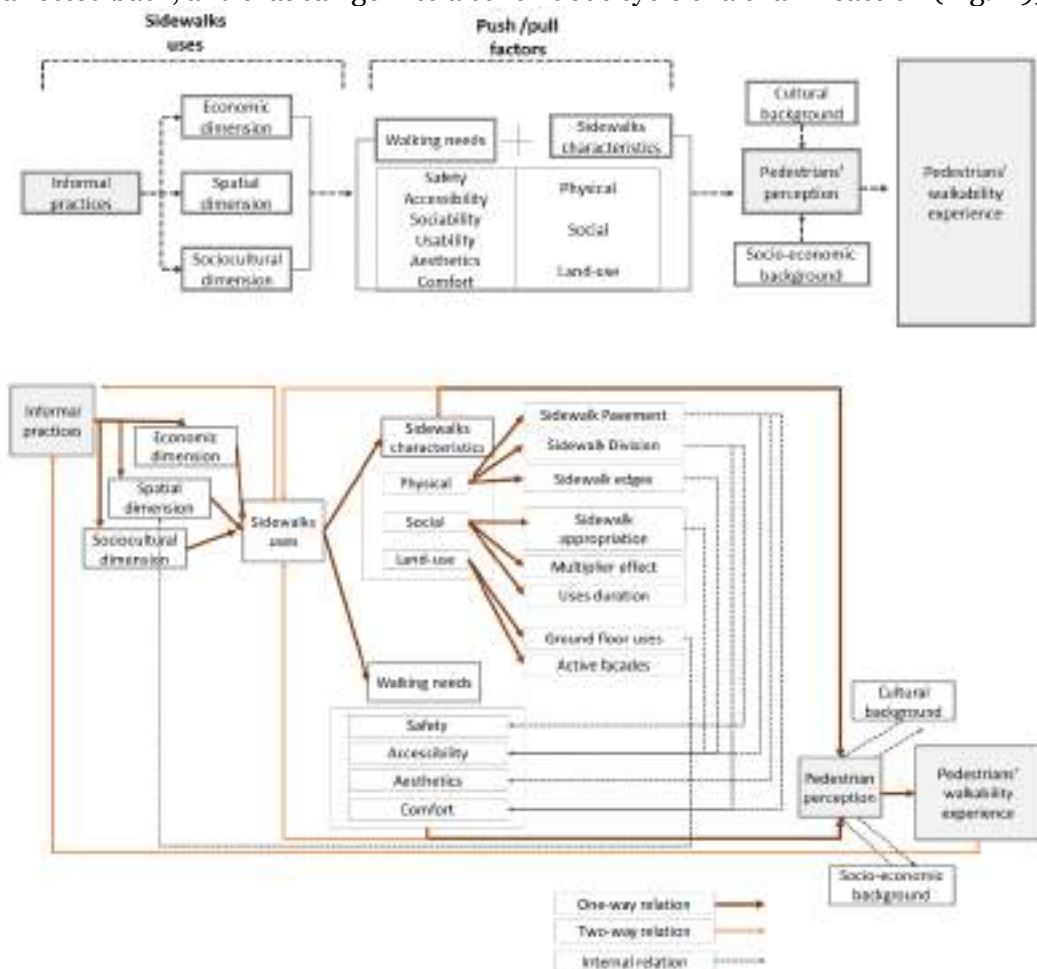 Sidewalks
uses
Push /pull
factors
Economic
dimension
Informal
practices
Spatial
dimension
Sociocultural
dimension
Walking needs
Sidewalks
characteristics
Safety
Accessibility
Sociability
Usability
Aesthetics
Comfort
Physical
Social
Land-use
Cultural
background
Pedestrians'
perception
Socio-economic
background
Pedestrians'
walkability
experience
Informal
practices
Economic
dimension
Spatial
dimension
Sociocultural
dimension
Sidewalks
uses
Sidewalks
characteristics
Physical
Social
Land-use
Sidewalk Pavement
Sidewalk Division
Sidewalk edges
Sidewalk
appropriation
Multiplier effect
Uses duration
Ground floor uses
Active facades
Walking needs
Safety
Accessibility
Aesthetics
Comfort
Cultural
background
Pedestrian
perception
Pedestrians'
walkability
experience
Socio-economic
background
One-way relation
Two-way relation
Internal relation